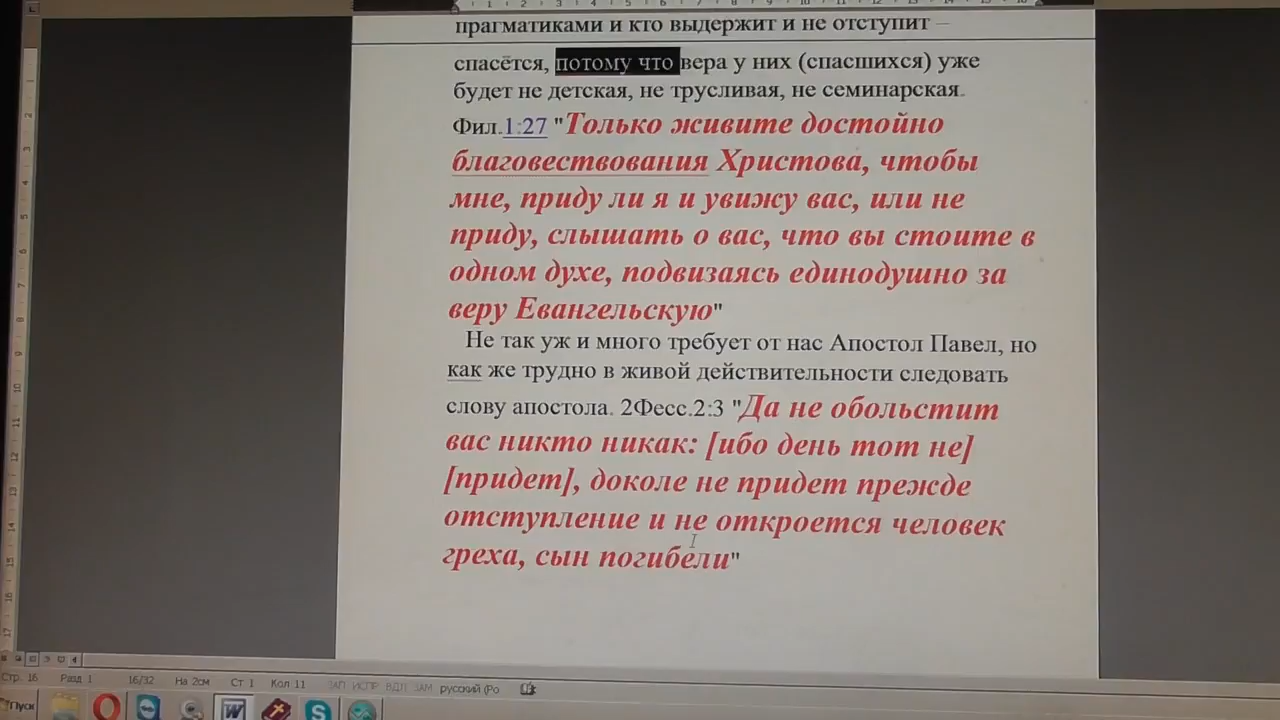 прагматиками и кто выдержит и не отступит –
спасётся, потому что вера у них (спасшихся) уже
будет не детская, не трусливая, не семинарская.
Фил.1:27 "Только живите достойно
благовествования Христова, чтобы
мне, приду ли я и увижу вас, или не
приду, слышать о вас, что вы стоите в
одном духе, подвизаясь единодушно за
веру Евангельскую"
Не так уж и много требует от нас Апостол Павел, но
как же трудно в живой действительности следовать
слову апостола. 2Фесс.2:3 "Да не обольстит
вас никто никак: [ибо день тот не]
[придет], доколе не придет прежде
отступление и не откроется человек
греха, сын погибели"
Стр. 16 Разд 1 16/32 На 2см Ст 1 Кол 11 ЗАП ИСПР ВДЛ ЗАМ русский (Ро
Пуск